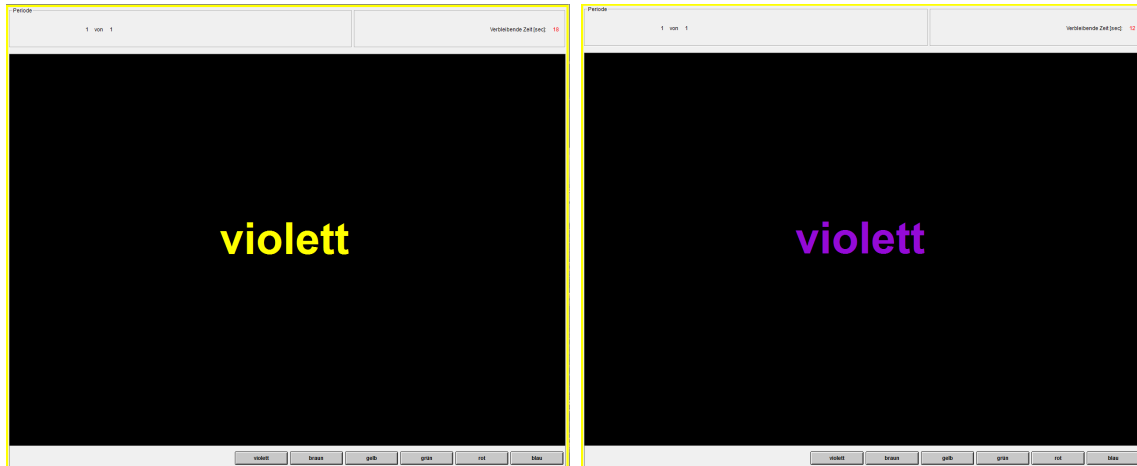 Periode
1 von 1
Verbleibende Zeit [sec]: 18
violett
violett braun gelb grün rot blau
Periode
1 von 1
Verbleibende Zeit [sec]: 12
violett
violett braun gelb grün rot blau